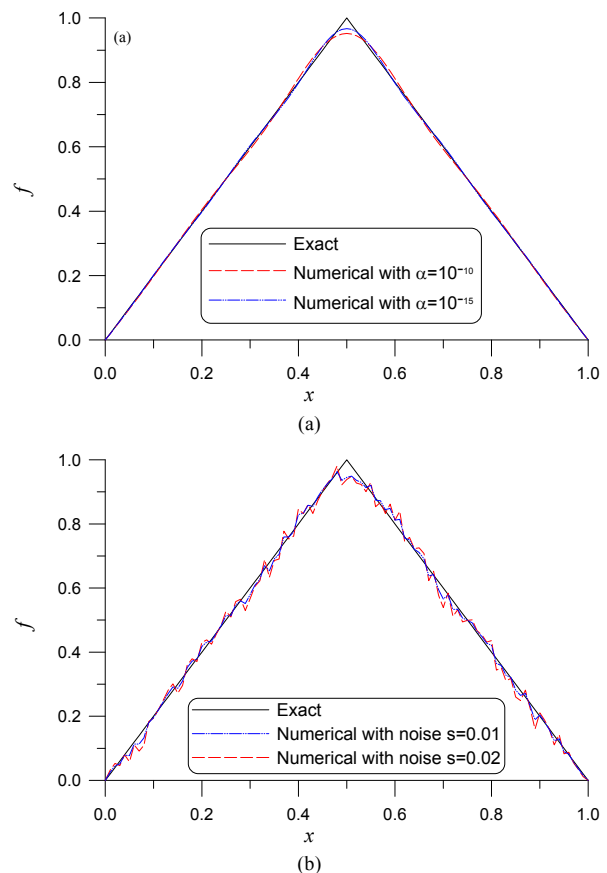 (a)
1.0
0.8
0.6
0.4
0.2
0.0
f
Exact
Numerical with α=10⁻¹⁰
Numerical with α=10⁻¹⁵
0.0 0.2 0.4 0.6 0.8 1.0
x
(a)
1.0
0.8
0.6
0.4
0.2
0.0
f
Exact
Numerical with noise s=0.01
Numerical with noise s=0.02
0.0 0.2 0.4 0.6 0.8 1.0
x
(b)